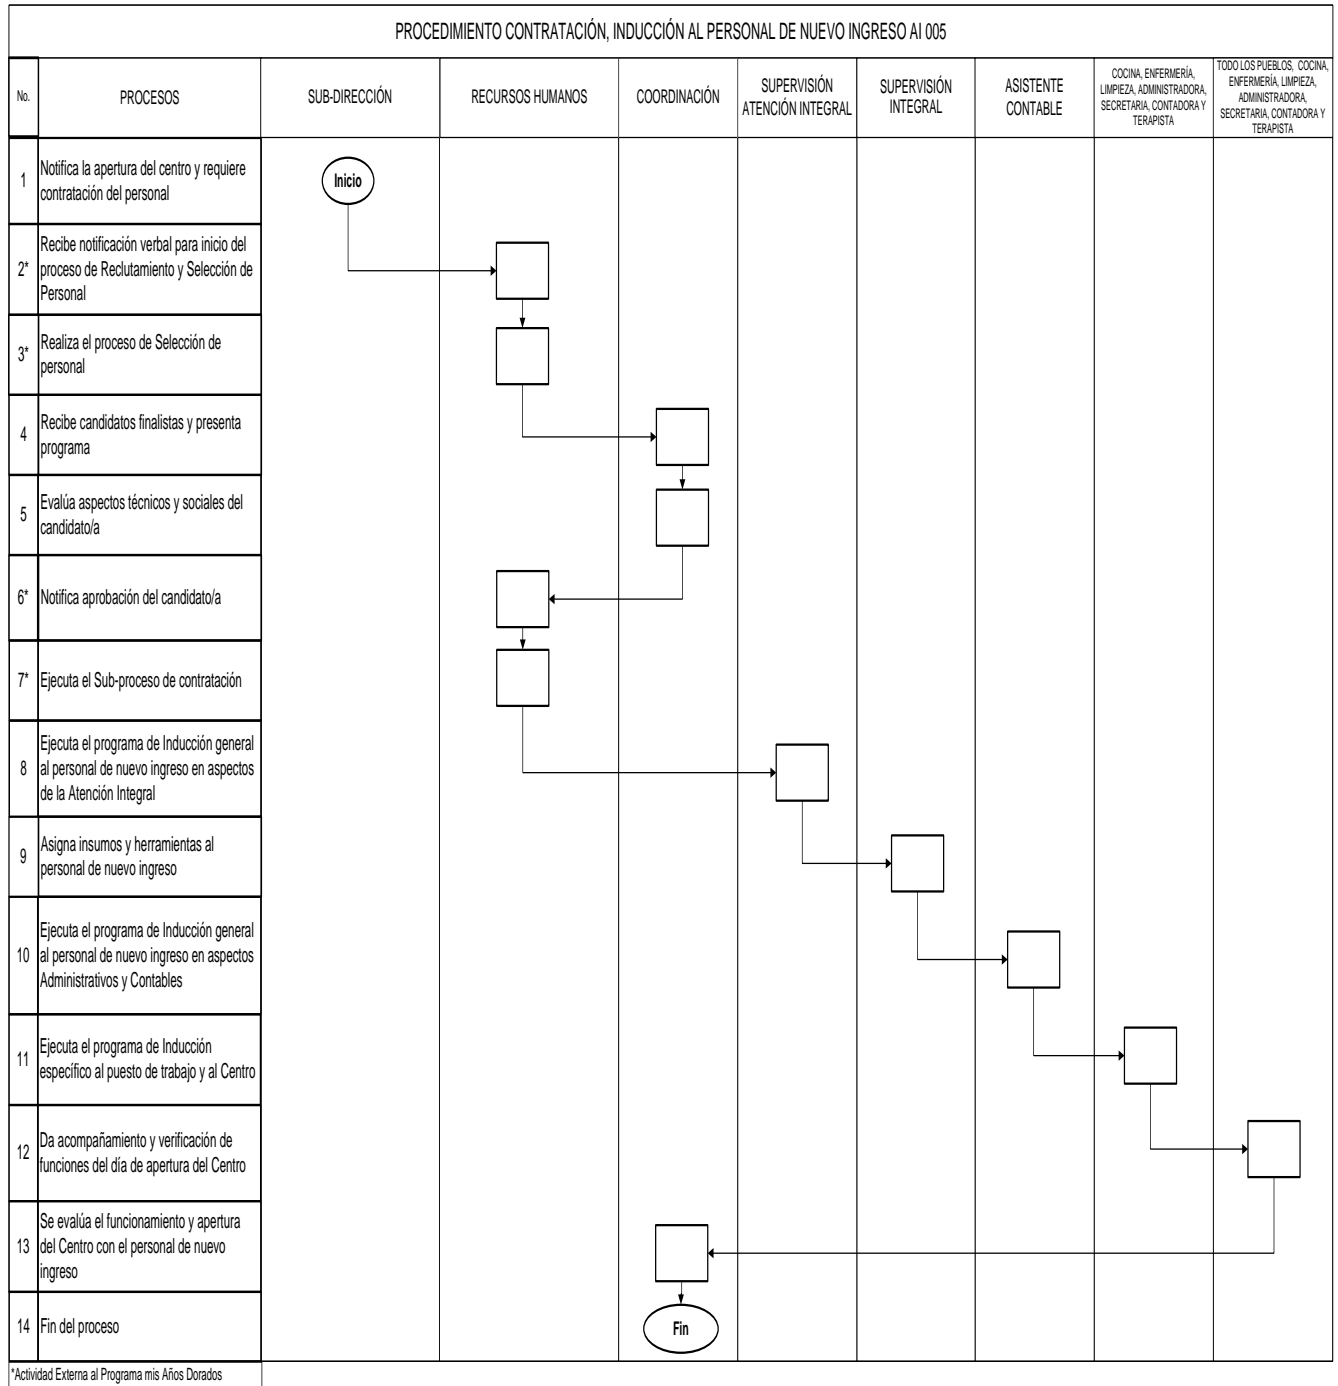 PROCEDIMIENTO CONTRATACIÓN, INDUCCIÓN AL PERSONAL DE NUEVO INGRESO AI 005
No.
PROCESOS
SUB-DIRECCIÓN
RECURSOS HUMANOS
COORDINACIÓN
SUPERVISIÓN
ATENCIÓN INTEGRAL
SUPERVISIÓN
INTEGRAL
ASISTENTE
CONTABLE
COCINA, ENFERMERÍA,
LIMPIEZA, ADMINISTRADORA,
SECRETARIA, CONTADORA Y
TERAPISTA
TODO LOS PUEBLOS, COCINA,
ENFERMERÍA, LIMPIEZA,
ADMINISTRADORA,
SECRETARIA, CONTADORA Y
TERAPISTA
1
Notifica la apertura del centro y requiere
contratación del personal
Inicio
2*
Recibe notificación verbal para inicio del
proceso de Reclutamiento y Selección de
Personal
3*
Realiza el proceso de Selección de
personal
4
Recibe candidatos finalistas y presenta
programa
5
Evalúa aspectos técnicos y sociales del
candidato/a
6*
Notifica aprobación del candidato/a
7*
Ejecuta el Sub-proceso de contratación
8
Ejecuta el programa de Inducción general
al personal de nuevo ingreso en aspectos
de la Atención Integral
9
Asigna insumos y herramientas al
personal de nuevo ingreso
10
Ejecuta el programa de Inducción general
al personal de nuevo ingreso en aspectos
Administrativos y Contables
11
Ejecuta el programa de Inducción
específico al puesto de trabajo y al Centro
12
Da acompañamiento y verificación de
funciones del día de apertura del Centro
13
Se evalúa el funcionamiento y apertura
del Centro con el personal de nuevo
ingreso
14
Fin del proceso
Fin
*Actividad Externa al Programa mis Años Dorados